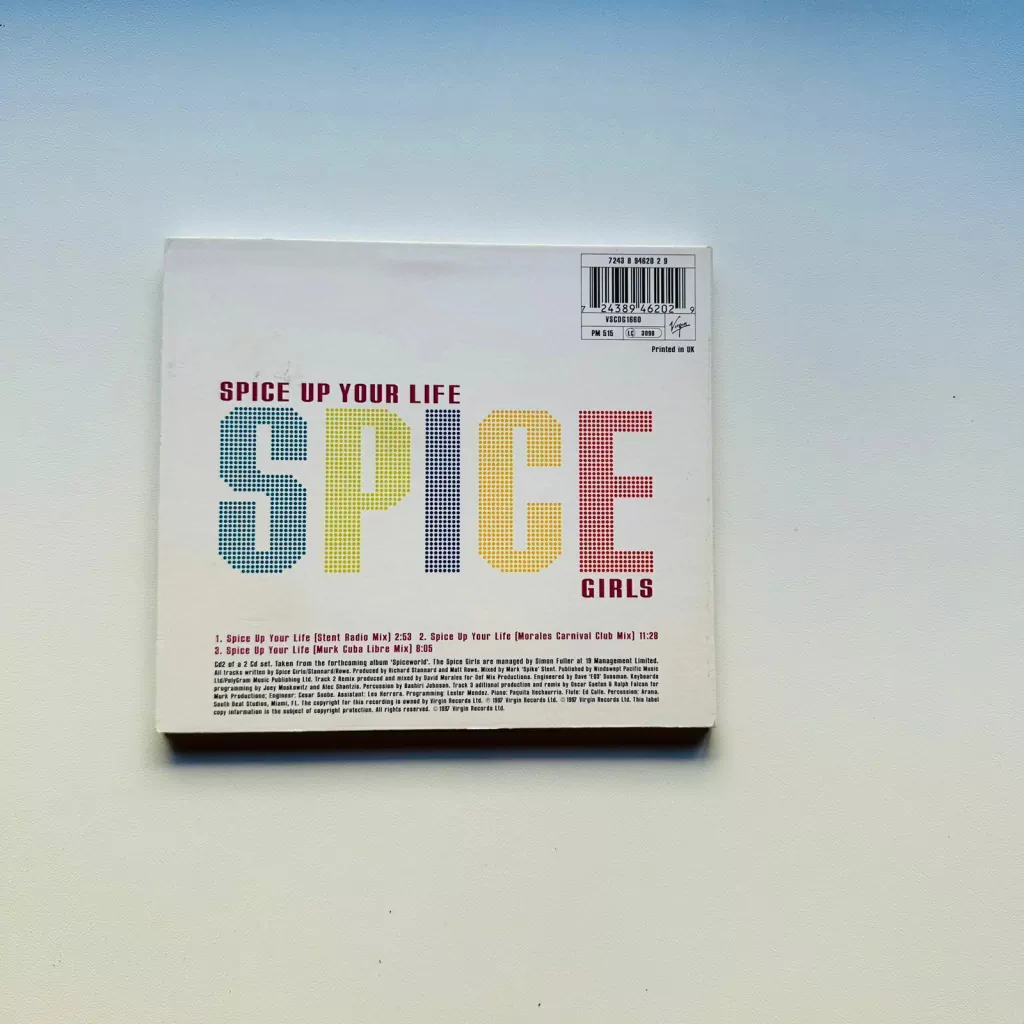 7243 8 94620 2 9
7 24389 46202 9
VSCDG1660
PM 515 LC 3098 Virgin
Printed in UK
SPICE UP YOUR LIFE
SPICE
GIRLS
1. Spice Up Your Life (Stent Radio Mix) 2:53 2. Spice Up Your Life (Morales Carnival Club Mix) 11:28
3. Spice Up Your Life (Murk Cuba Libre Mix) 8:05
Cd2 of a 2 Cd set. Taken from the forthcoming album 'Spiceworld'. The Spice Girls are managed by Simon Fuller at 19 Management Limited.
All tracks written by Spice Girls/Stannard/Rowe. Produced by Richard Stannard and Matt Rowe. Mixed by Mark 'Spike' Stent. Published by Windswept Pacific Music
Ltd/PolyGram Music Publishing Ltd. Track 2 Remix produced and mixed by David Morales for Def Mix Productions. Engineered by Dave 'EQ3' Sussman. Keyboards
programming by Joey Moskowitz and Alec Shantzis. Percussion by Bashiri Johnson. Track 3 aditional production and remix by Oscar Gaetan & Ralph Falcon for
Murk Productions; Engineer: Cesar Sogbe. Assistant: Leo Herrera. Programming: Lester Mendez. Piano: Paquito Hechavarria. Flute: Ed Calle. Percussion: Arana.
South Beat Studios, Miami, FL. The copyright for this recording is owned by Virgin Records Ltd. ℗ 1997 Virgin Records Ltd. © 1997 Virgin Records Ltd. This label
copy information is the subject of copyright protection. All rights reserved. © 1997 Virgin Records Ltd.